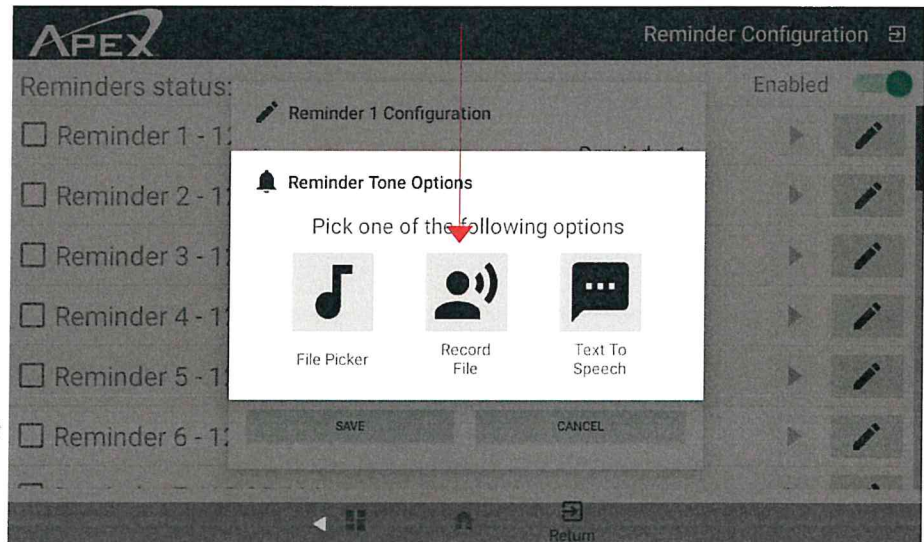 APEX
Reminder Configuration
Reminders status:
Enabled
Reminder 1 Configuration
Reminder 1 - 1
Reminder Tone Options
Reminder 2 - 1
Pick one of the following options
Reminder 3 - 1
Reminder 4 - 1
File Picker
Record
File
Text To
Speech
Reminder 5 - 1
SAVE
CANCEL
Reminder 6 - 1
Return